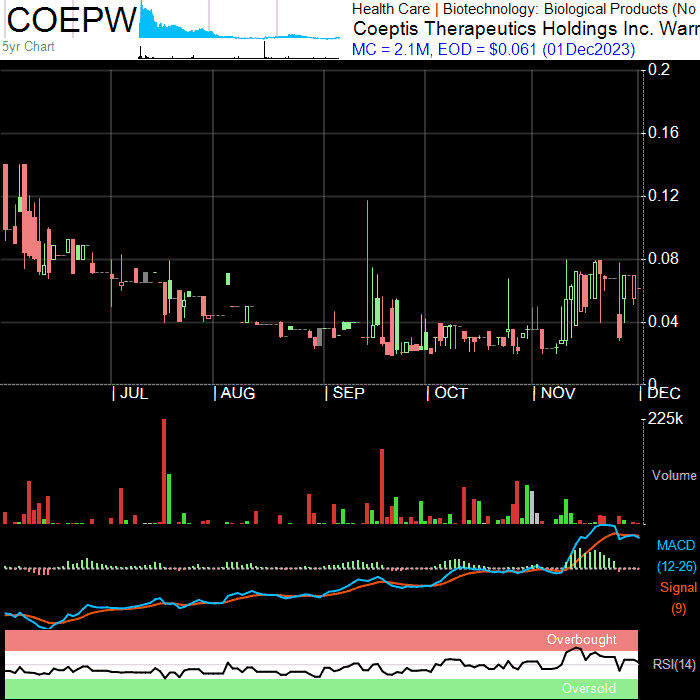 COEPW
5yr Chart
Health Care | Biotechnology: Biological Products (No
Coeptis Therapeutics Holdings Inc. Warr
MC = 2.1M, EOD = $0.061 (01Dec2023)
0.2
0.16
0.12
0.08
0.04
0
| JUL | AUG | SEP | OCT | NOV | DEC
225k
Volume
MACD
(12-26)
Signal
(9)
Overbought
RSI(14)
Oversold